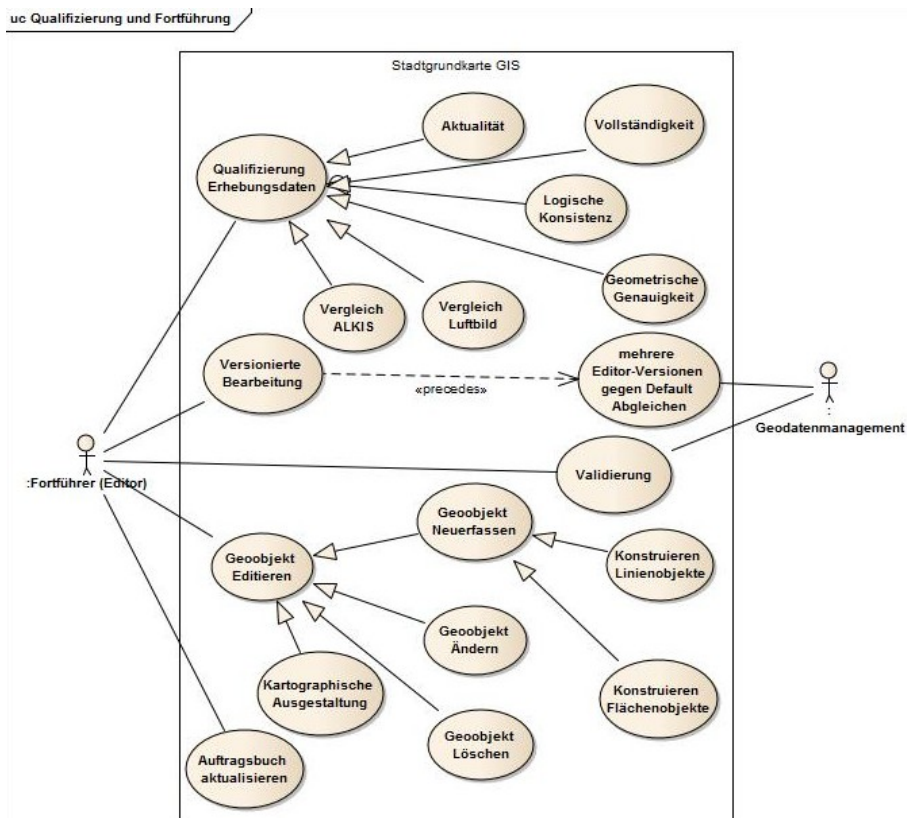 uc Qualifizierung und Fortführung
Stadtgrundkarte GIS
Aktualität
Vollständigkeit
Qualifizierung
Erhebungsdaten
Logische
Konsistenz
Geometrische
Genauigkeit
Vergleich
ALKIS
Vergleich
Luftbild
Versionierte
Bearbeitung
«precedes»
mehrere
Editor-Versionen
gegen Default
Abgleichen
:
Geodatenmanagement
:Fortführer (Editor)
Validierung
Geoobjekt
Neuerfassen
Geoobjekt
Editieren
Konstruieren
Linienobjekte
Geoobjekt
Ändern
Kartographische
Ausgestaltung
Konstruieren
Flächenobjekte
Geoobjekt
Löschen
Auftragsbuch
aktualisieren